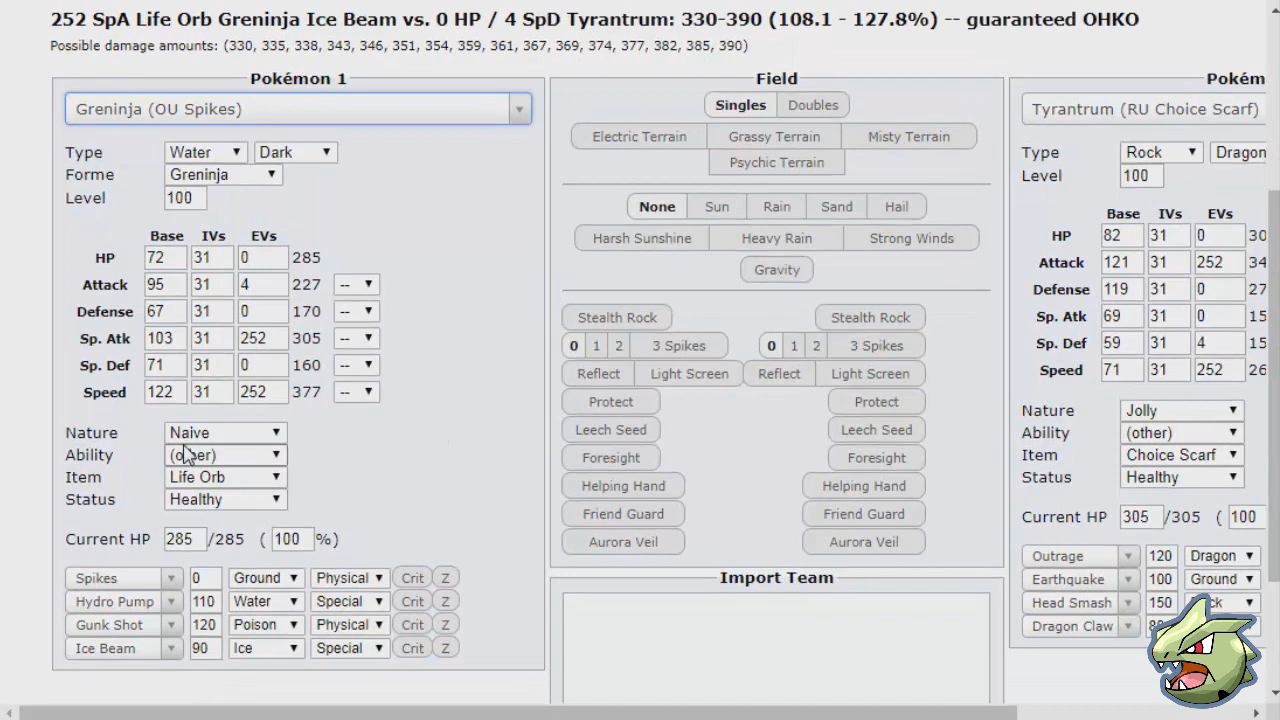 252 SpA Life Orb Greninja Ice Beam vs. 0 HP / 4 SpD Tyrantrum: 330-390 (108.1 - 127.8%) -- guaranteed OHKO
Possible damage amounts: (330, 335, 338, 343, 346, 351, 354, 359, 361, 367, 369, 374, 377, 382, 385, 390)
Pokémon 1
Greninja (OU Spikes)
Type Water Dark
Forme Greninja
Level 100
Base IVs EVs
HP 72 31 0 285
Attack 95 31 4 227 --
Defense 67 31 0 170 --
Sp. Atk 103 31 252 305 --
Sp. Def 71 31 0 160 --
Speed 122 31 252 377 --
Nature Naive
Ability (other)
Item Life Orb
Status Healthy
Current HP 285 /285 ( 100 %)
Spikes 0 Ground Physical Crit Z
Hydro Pump 110 Water Special Crit Z
Gunk Shot 120 Poison Physical Crit Z
Ice Beam 90 Ice Special Crit Z
Field
Singles Doubles
Electric Terrain Grassy Terrain Misty Terrain
Psychic Terrain
None Sun Rain Sand Hail
Harsh Sunshine Heavy Rain Strong Winds
Gravity
Stealth Rock Stealth Rock
0 1 2 3 Spikes 0 1 2 3 Spikes
Reflect Light Screen Reflect Light Screen
Protect Protect
Leech Seed Leech Seed
Foresight Foresight
Helping Hand Helping Hand
Friend Guard Friend Guard
Aurora Veil Aurora Veil
Import Team
Pokém
Tyrantrum (RU Choice Scarf)
Type Rock Dragon
Level 100
Base IVs EVs
HP 82 31 0 30
Attack 121 31 252 34
Defense 119 31 0 27
Sp. Atk 69 31 0 15
Sp. Def 59 31 4 15
Speed 71 31 252 26
Nature Jolly
Ability (other)
Item Choice Scarf
Status Healthy
Current HP 305 /305 ( 100
Outrage 120 Dragon
Earthquake 100 Ground
Head Smash 150
Dragon Claw